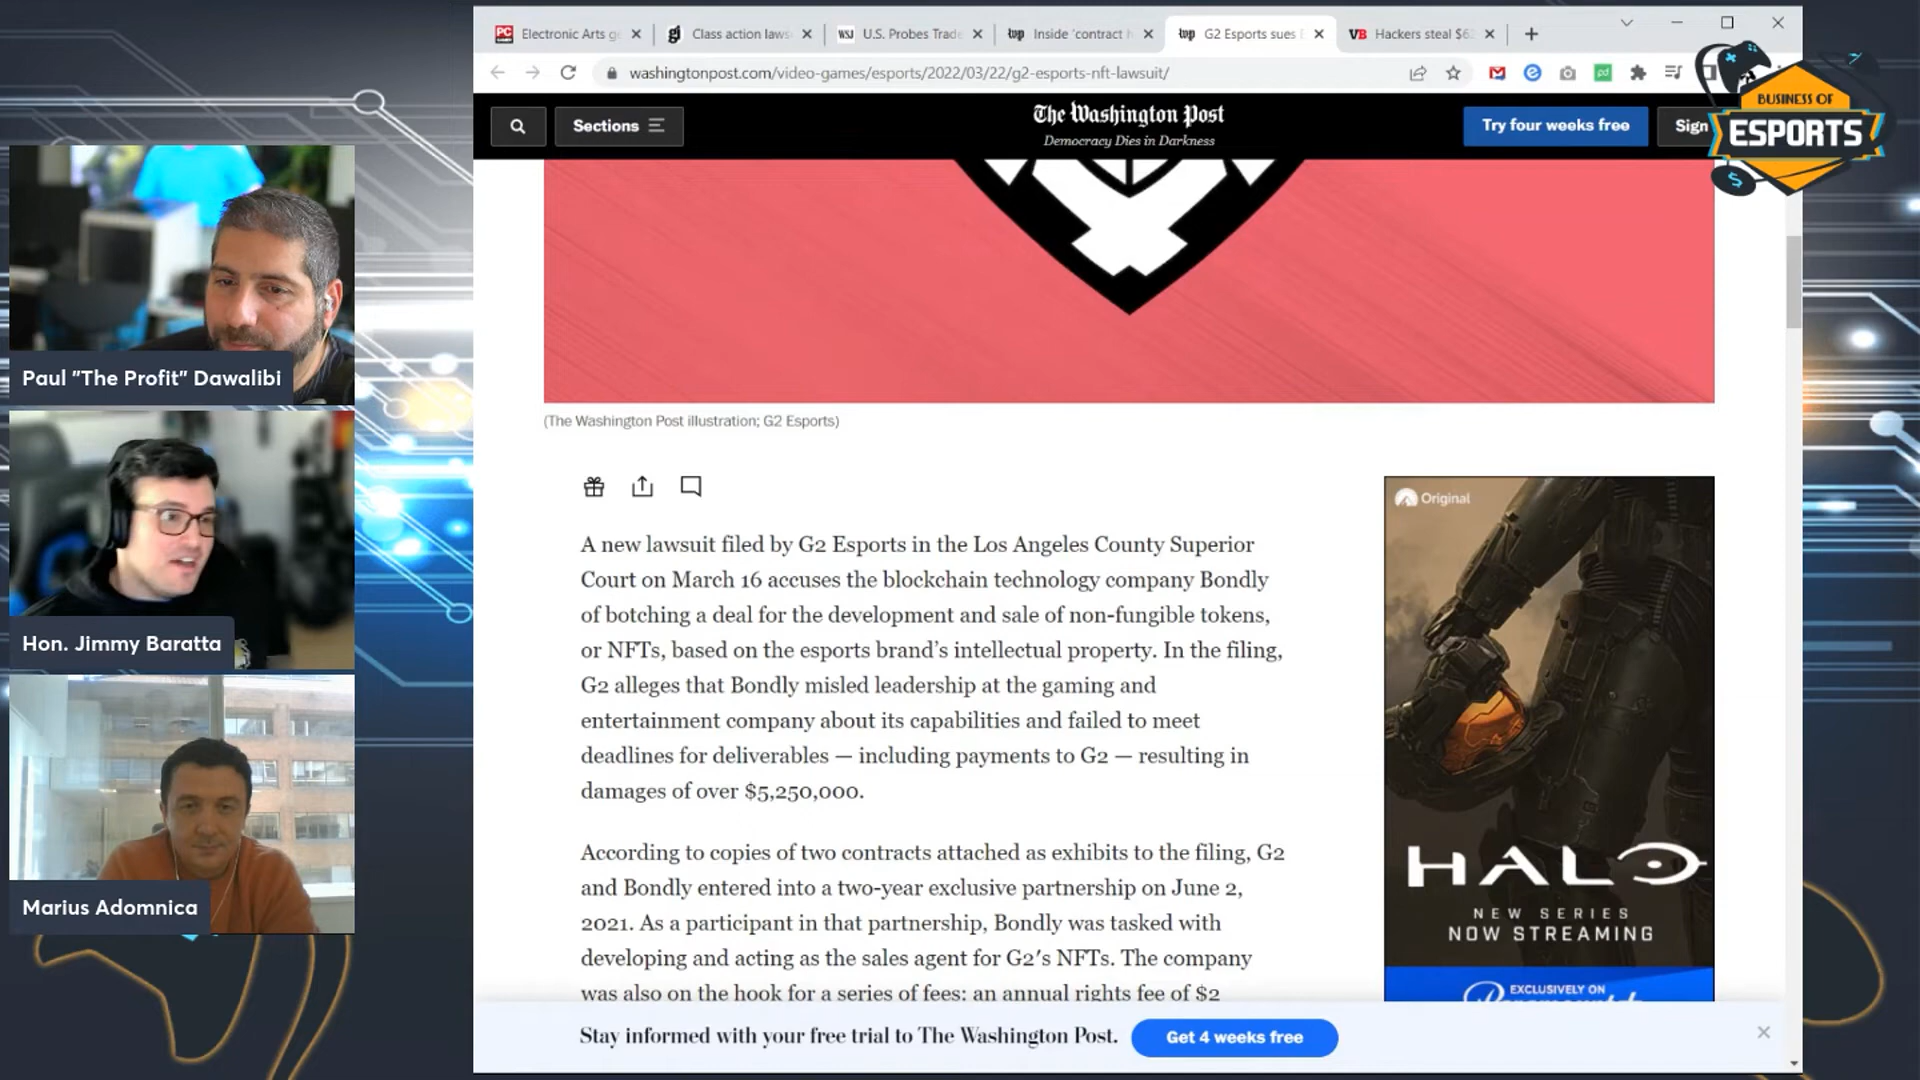 Electronic Arts
Class action laws
WSJ
U.S. Probes Trade
wp
Inside 'contract
wp
G2 Esports sues
VB
Hackers steal $6
washingtonpost.com/video-games/esports/2022/03/22/g2-esports-nft-lawsuit/
Sections
The Washington Post
Democracy Dies in Darkness
Try four weeks free
Sign
BUSINESS OF
ESPORTS
Paul "The Profit" Dawalibi
Hon. Jimmy Baratta
Marius Adomnica
(The Washington Post illustration; G2 Esports)
A new lawsuit filed by G2 Esports in the Los Angeles County Superior
Court on March 16 accuses the blockchain technology company Bondly
of botching a deal for the development and sale of non-fungible tokens,
or NFTs, based on the esports brand’s intellectual property. In the filing,
G2 alleges that Bondly misled leadership at the gaming and
entertainment company about its capabilities and failed to meet
deadlines for deliverables — including payments to G2 — resulting in
damages of over $5,250,000.
According to copies of two contracts attached as exhibits to the filing, G2
and Bondly entered into a two-year exclusive partnership on June 2,
2021. As a participant in that partnership, Bondly was tasked with
developing and acting as the sales agent for G2’s NFTs. The company
was also on the hook for a series of fees: an annual rights fee of $2
Original
HALO
NEW SERIES
NOW STREAMING
EXCLUSIVELY ON
Stay informed with your free trial to The Washington Post.
Get 4 weeks free